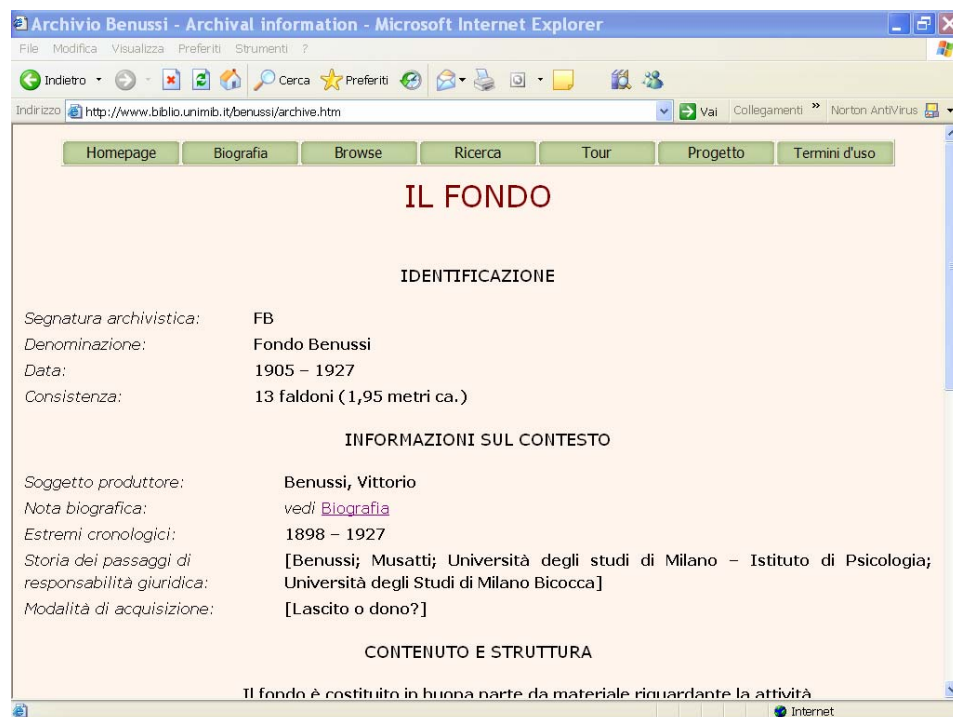 Archivio Benussi - Archival information - Microsoft Internet Explorer
File Modifica Visualizza Preferiti Strumenti ?
Indietro Cerca Preferiti
Indirizzo http://www.biblio.unimib.it/benussi/archive.htm Vai Collegamenti » Norton AntiVirus
Homepage Biografia Browse Ricerca Tour Progetto Termini d'uso
IL FONDO
IDENTIFICAZIONE
Segnatura archivistica: FB
Denominazione: Fondo Benussi
Data: 1905 – 1927
Consistenza: 13 faldoni (1,95 metri ca.)
INFORMAZIONI SUL CONTESTO
Soggetto produttore: Benussi, Vittorio
Nota biografica: vedi Biografia
Estremi cronologici: 1898 – 1927
Storia dei passaggi di responsabilità giuridica: [Benussi; Musatti; Università degli studi di Milano – Istituto di Psicologia;
Università degli Studi di Milano Bicocca]
Modalità di acquisizione: [Lascito o dono?]
CONTENUTO E STRUTTURA
Il fondo è costituito in buona parte da materiale riguardante la attività
Internet